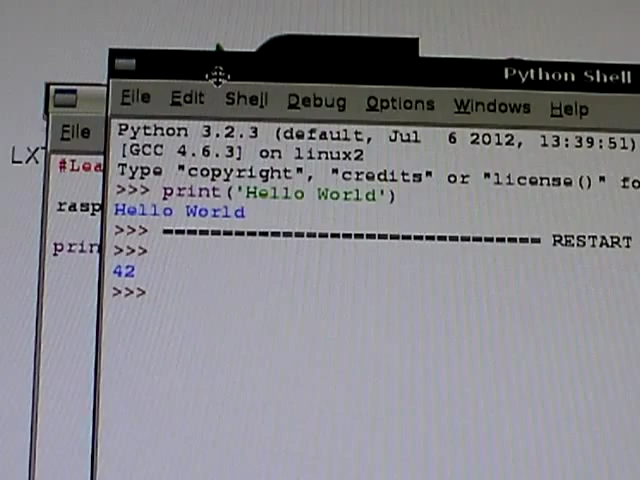 Python Shell
File Edit Shell Debug Options Windows Help
Python 3.2.3 (default, Jul 6 2012, 13:39:51)
[GCC 4.6.3] on linux2
Type "copyright", "credits" or "license()" fo
>>> print('Hello World')
Hello World
>>> ================================ RESTART
>>>
42
>>>
File
LXT
#Lea
rasp
prin